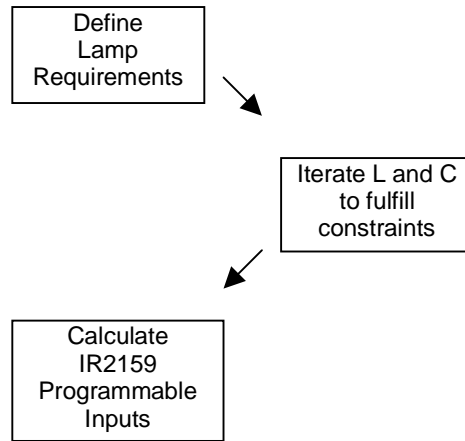 Define
Lamp
Requirements
Iterate L and C
to fulfill
constraints
Calculate
IR2159
Programmable
Inputs